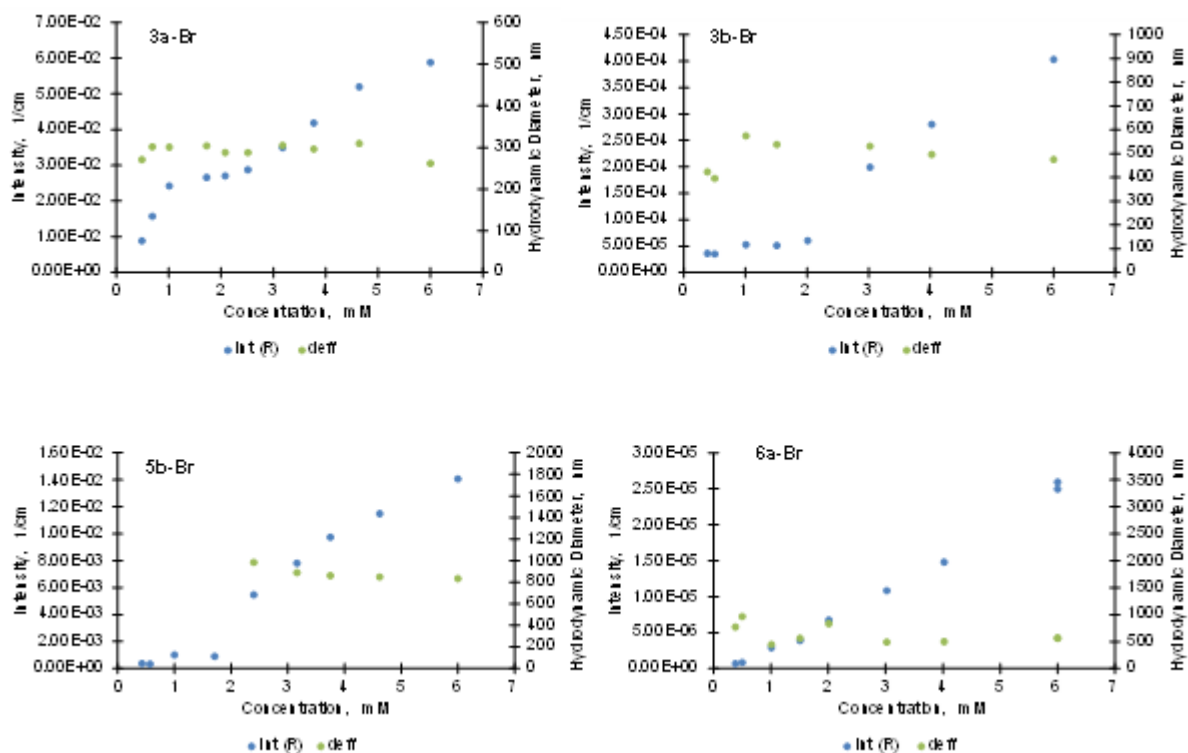 3a-Br
7.00E-02
6.00E-02
5.00E-02
4.00E-02
3.00E-02
2.00E-02
1.00E-02
0.00E+00
Intensity, 1/cm
600
500
400
300
200
100
0
Hydrodynamic Diameter, nm
0 1 2 3 4 5 6 7
Concentration, mM
Int (R) deff
3b-Br
4.50E-04
4.00E-04
3.50E-04
3.00E-04
2.50E-04
2.00E-04
1.50E-04
1.00E-04
5.00E-05
0.00E+00
Intensity, 1/cm
1000
900
800
700
600
500
400
300
200
100
0
Hydrodynamic Diameter, nm
0 1 2 3 4 5 6 7
Concentration, mM
Int (R) deff
5b-Br
1.60E-02
1.40E-02
1.20E-02
1.00E-02
8.00E-03
6.00E-03
4.00E-03
2.00E-03
0.00E+00
Intensity, 1/cm
2000
1800
1600
1400
1200
1000
800
600
400
200
0
Hydrodynamic Diameter, nm
0 1 2 3 4 5 6 7
Concentration, mM
Int (R) deff
6a-Br
3.00E-05
2.50E-05
2.00E-05
1.50E-05
1.00E-05
5.00E-06
0.00E+00
Intensity, 1/cm
4000
3500
3000
2500
2000
1500
1000
500
0
Hydrodynamic Diameter, nm
0 1 2 3 4 5 6 7
Concentration, mM
Int (R) deff